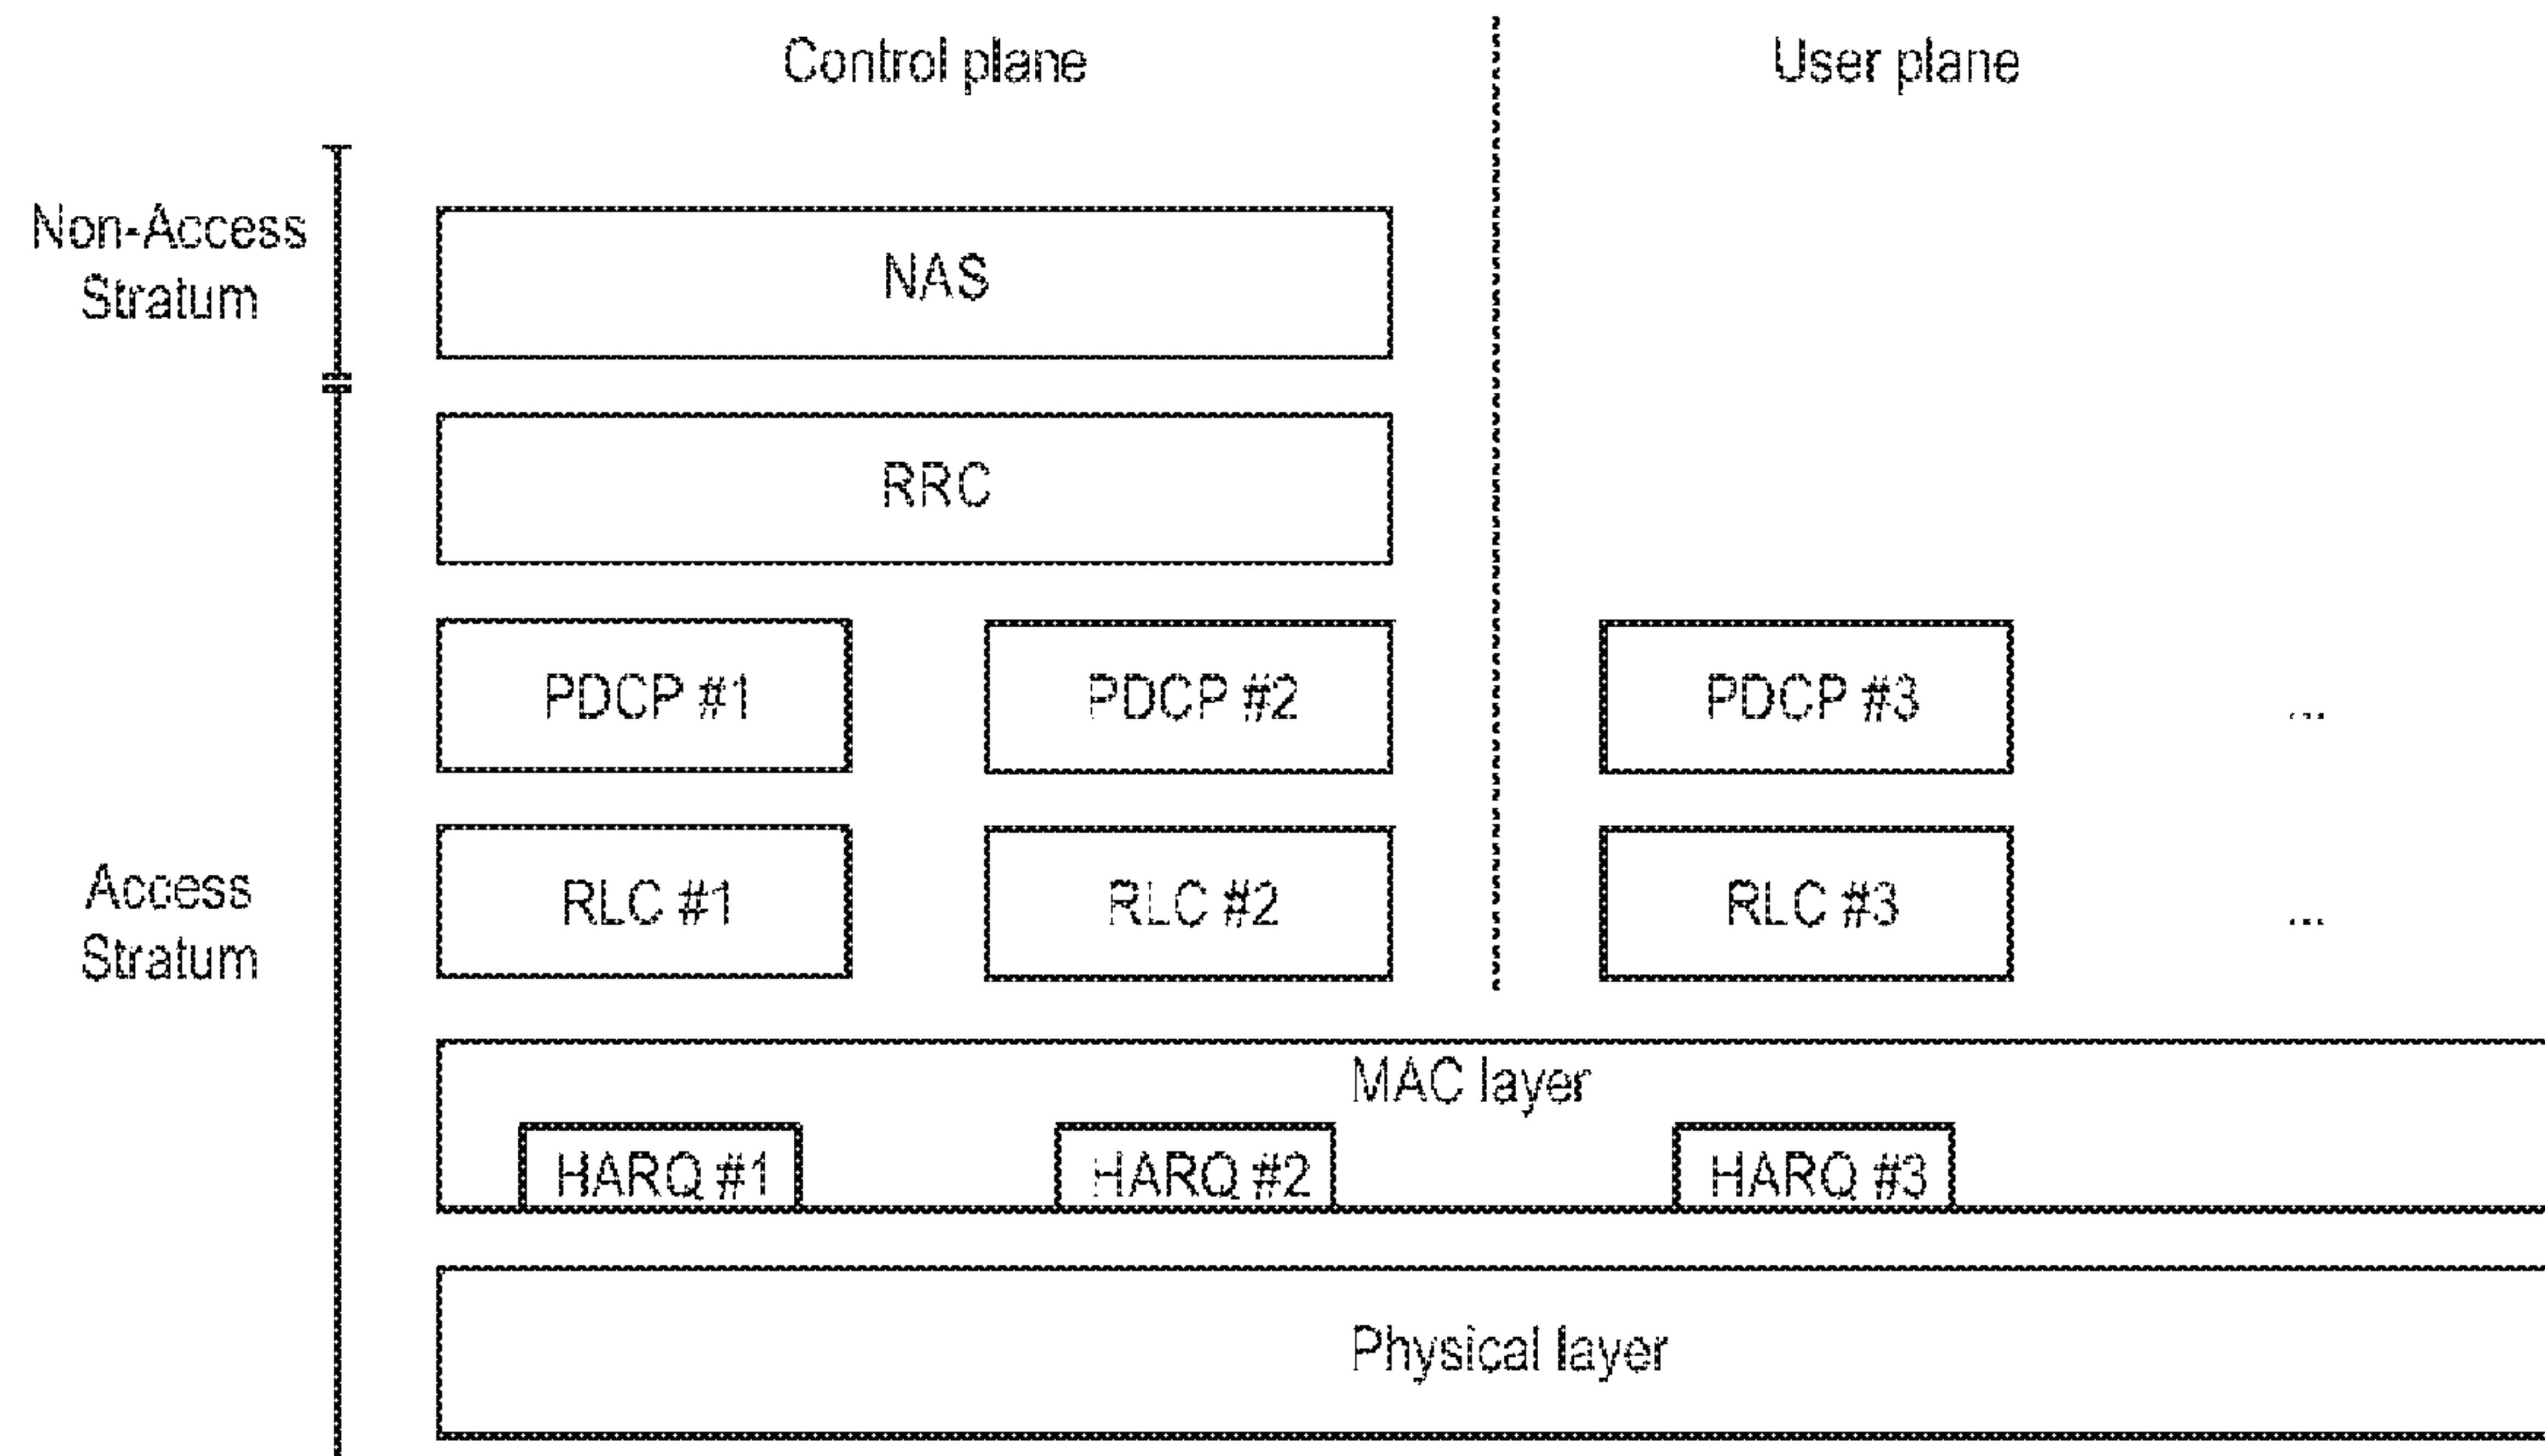 Control plane
User plane
Non-Access
Stratum
NAS
RRC
PDCP #1
PDCP #2
PDCP #3
...
RLC #1
RLC #2
RLC #3
...
Access
Stratum
MAC layer
HARQ #1
HARQ #2
HARQ #3
Physical layer